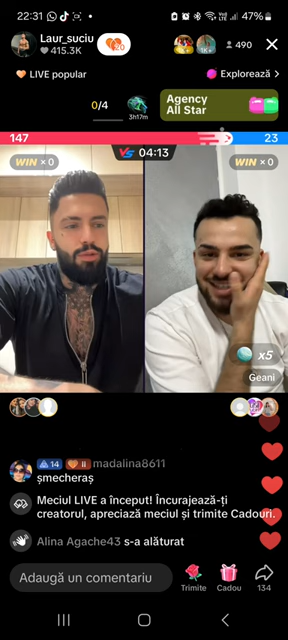 22:31
47%
Laur_suciu
415.3K
20
1K+
490
LIVE popular
Explorează >
0/4
3h17m
Agency
All Star
147
23
WIN × 0
VS 04:13
WIN × 0
x5
Geani
14 II madalina8611
șmecheraș
Meciul LIVE a început! Încurajează-ți
creatorul, apreciază meciul și trimite Cadouri.
Alina Agache43 s-a alăturat
Adaugă un comentariu
Trimite
Cadou
134